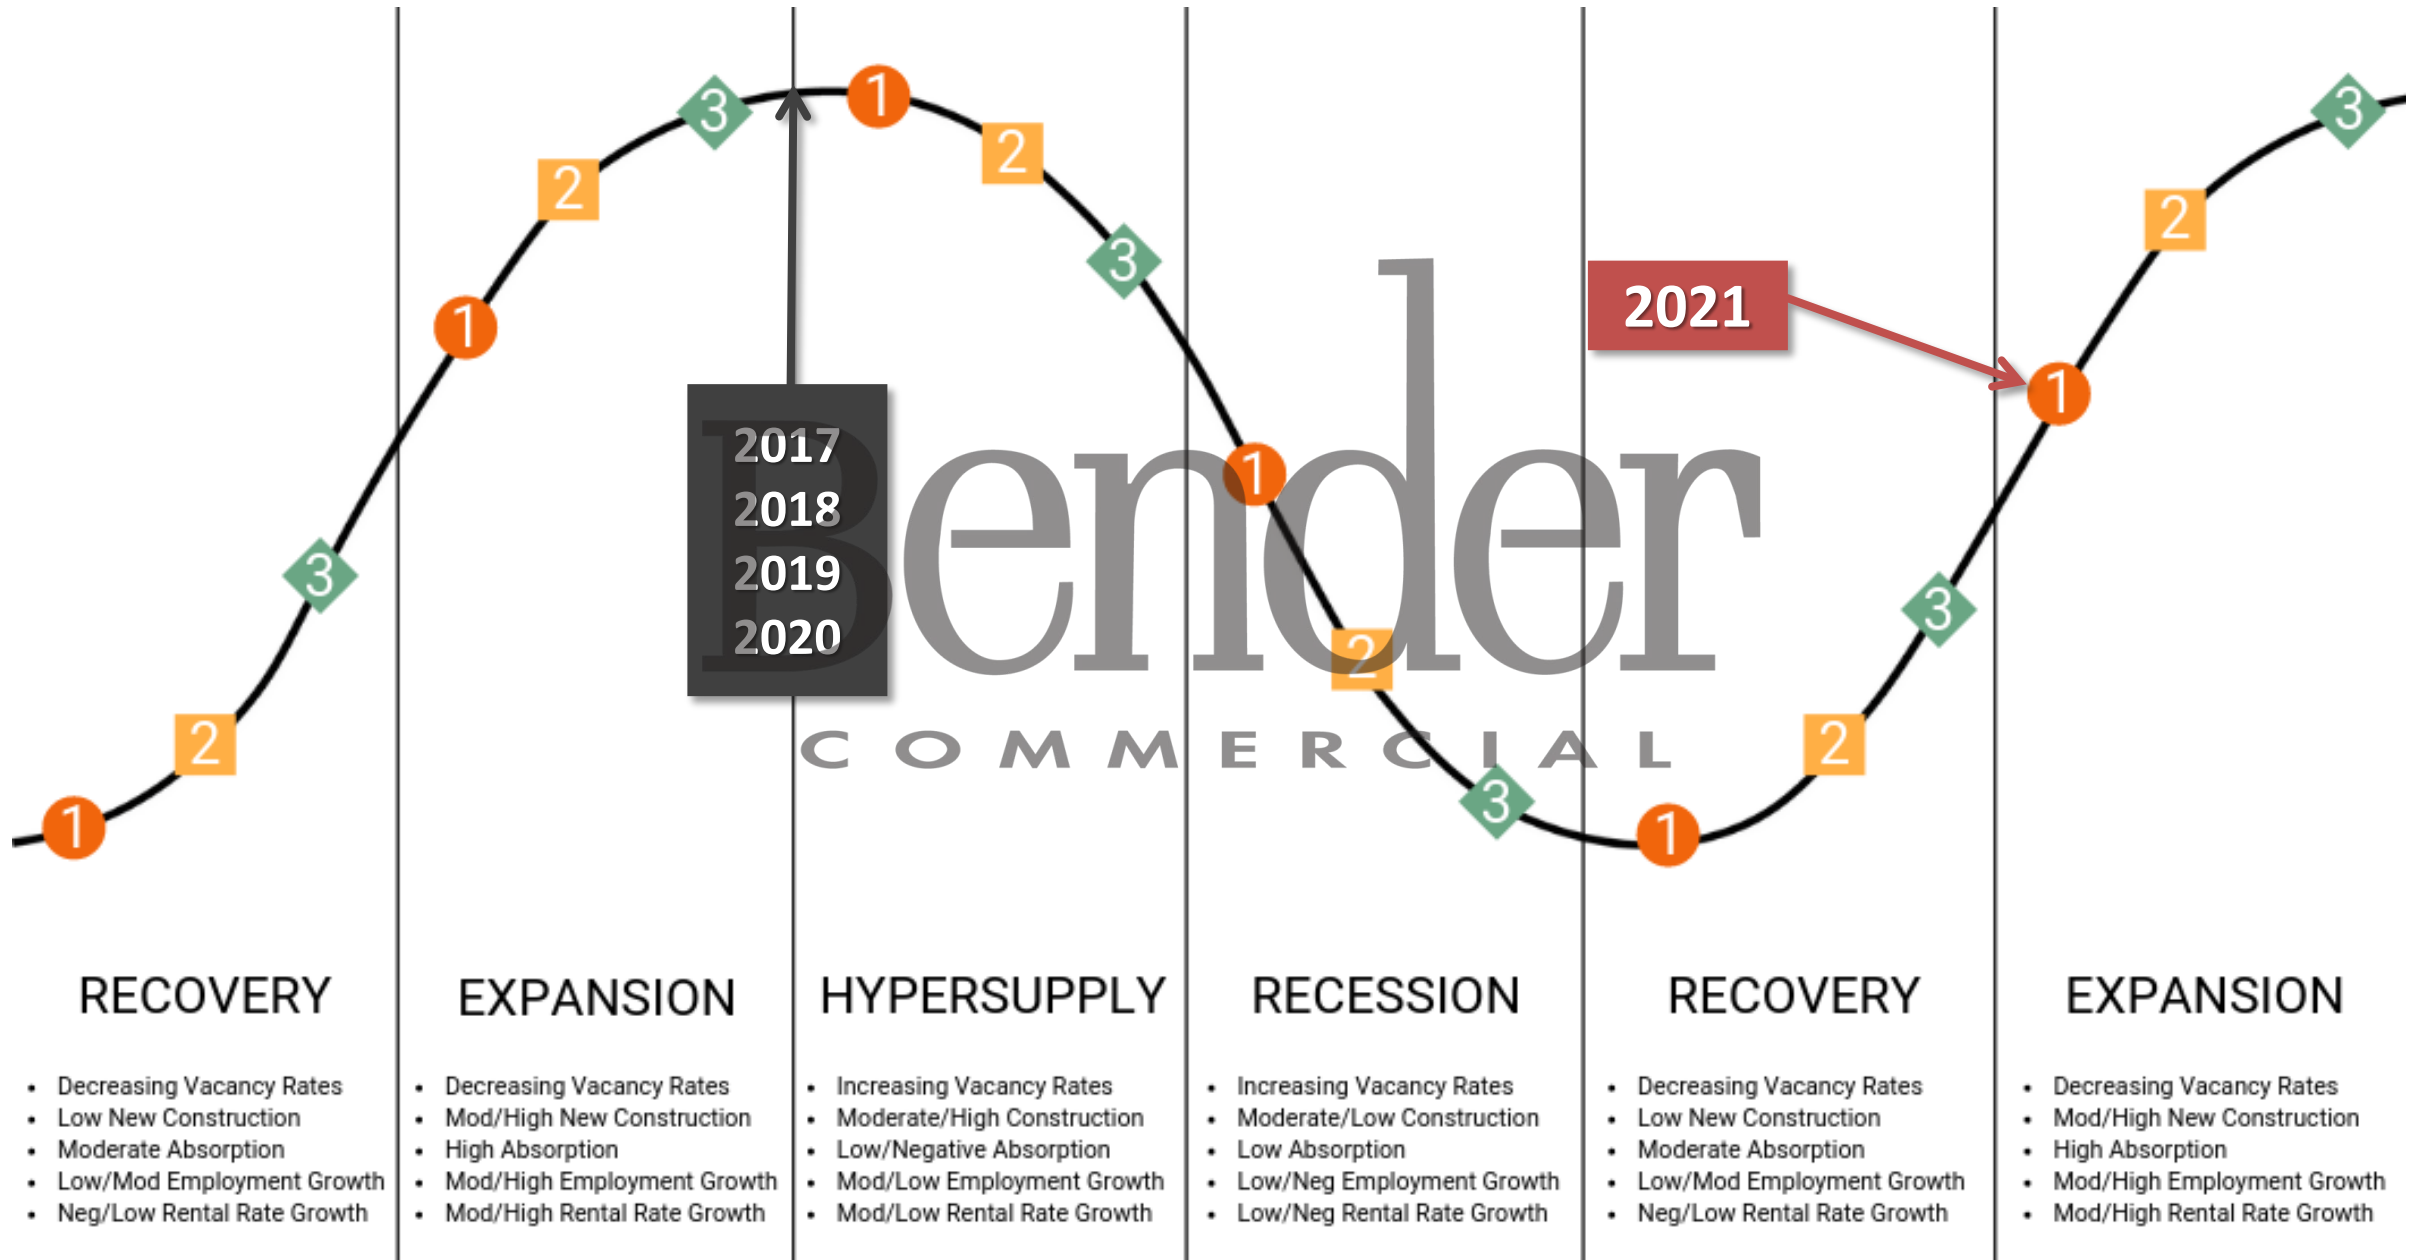 3
1
2
3
1
2
3
2
1
3
1
2
3
1
2
3
2
1
2021
2017
2018
2019
2020
Bender
COMMERCIAL
RECOVERY
• Decreasing Vacancy Rates
• Low New Construction
• Moderate Absorption
• Low/Mod Employment Growth
• Neg/Low Rental Rate Growth
EXPANSION
• Decreasing Vacancy Rates
• Mod/High New Construction
• High Absorption
• Mod/High Employment Growth
• Mod/High Rental Rate Growth
HYPERSUPPLY
• Increasing Vacancy Rates
• Moderate/High Construction
• Low/Negative Absorption
• Mod/Low Employment Growth
• Mod/Low Rental Rate Growth
RECESSION
• Increasing Vacancy Rates
• Moderate/Low Construction
• Low Absorption
• Low/Neg Employment Growth
• Low/Neg Rental Rate Growth
RECOVERY
• Decreasing Vacancy Rates
• Low New Construction
• Moderate Absorption
• Low/Mod Employment Growth
• Neg/Low Rental Rate Growth
EXPANSION
• Decreasing Vacancy Rates
• Mod/High New Construction
• High Absorption
• Mod/High Employment Growth
• Mod/High Rental Rate Growth